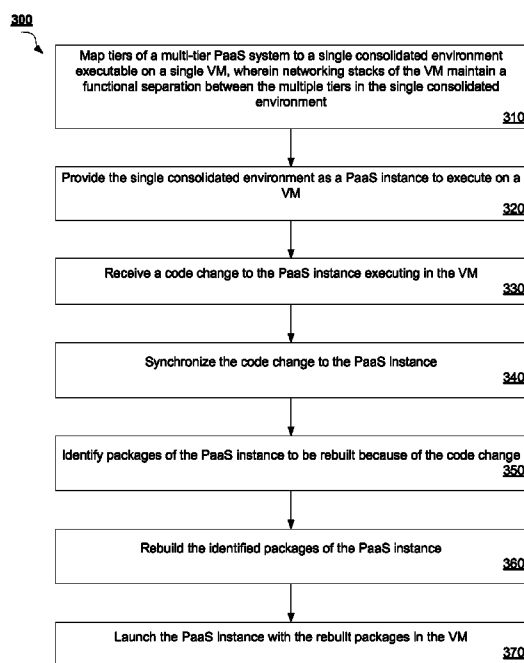 300
Map tiers of a multi-tier PaaS system to a single consolidated environment
executable on a single VM, wherein networking stacks of the VM maintain a
functional separation between the multiple tiers in the single consolidated
environment
310
Provide the single consolidated environment as a PaaS instance to execute on a
VM
320
Receive a code change to the PaaS instance executing in the VM
330
Synchronize the code change to the PaaS instance
340
Identify packages of the PaaS instance to be rebuilt because of the code change
350
Rebuild the identified packages of the PaaS instance
360
Launch the PaaS instance with the rebuilt packages in the VM
370